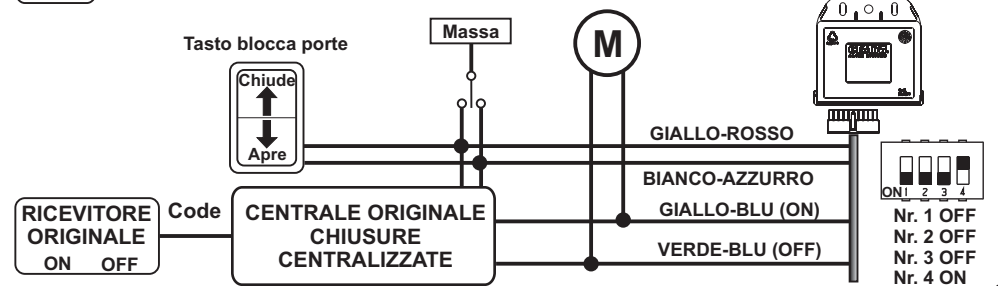 Tasto blocca porte
Chiude
Apre
Massa
M
GIALLO-ROSSO
BIANCO-AZZURRO
GIALLO-BLU (ON)
VERDE-BLU (OFF)
RICEVITORE
ORIGINALE
ON OFF
Code
CENTRALE ORIGINALE
CHIUSURE
CENTRALIZZATE
ON 1 2 3 4
Nr. 1 OFF
Nr. 2 OFF
Nr. 3 OFF
Nr. 4 ON